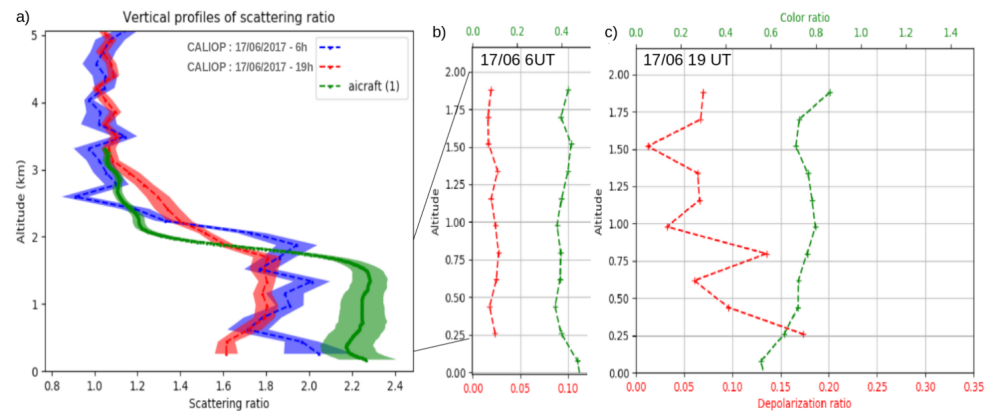 a)
Vertical profiles of scattering ratio
CALIOP : 17/06/2017 - 6h
CALIOP : 17/06/2017 - 19h
aicraft (1)
Altitude (km)
5
4
3
2
1
0
0.8 1.0 1.2 1.4 1.6 1.8 2.0 2.2 2.4
Scattering ratio
b)
0.0 0.2 0.4
17/06 6UT
Altitude
2.00
1.75
1.50
1.25
1.00
0.75
0.50
0.25
0.00
0.00 0.05 0.10
c)
Color ratio
0.0 0.2 0.4 0.6 0.8 1.0 1.2 1.4
17/06 19 UT
Altitude
2.00
1.75
1.50
1.25
1.00
0.75
0.50
0.25
0.00
0.00 0.05 0.10 0.15 0.20 0.25 0.30 0.35
Depolarization ratio